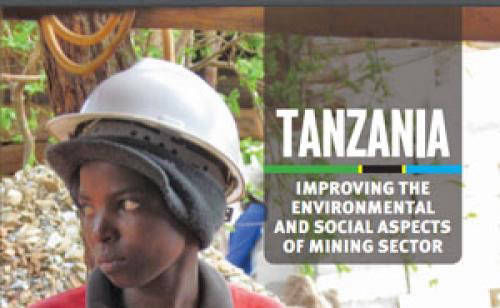 TANZANIA
IMPROVING THE
ENVIRONMENTAL
AND SOCIAL ASPECTS
OF MINING SECTOR